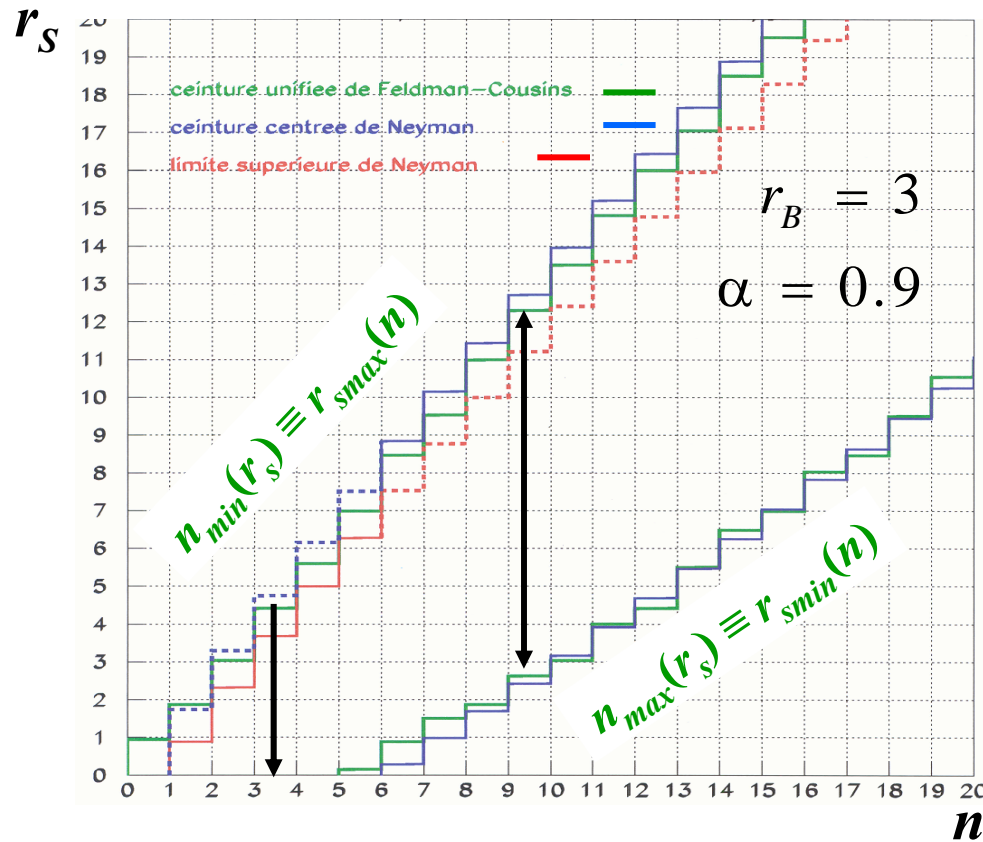 r_S
20
19
18
17
16
15
14
13
12
11
10
9
8
7
6
5
4
3
2
1
0
ceinture unifiee de Feldman-Cousins
ceinture centree de Neyman
limite superieure de Neyman
r_B = 3
α = 0.9
n_min(r_s) ≡ r_smax(n)
n_max(r_s) ≡ r_smin(n)
0 1 2 3 4 5 6 7 8 9 10 11 12 13 14 15 16 17 18 19 20
n